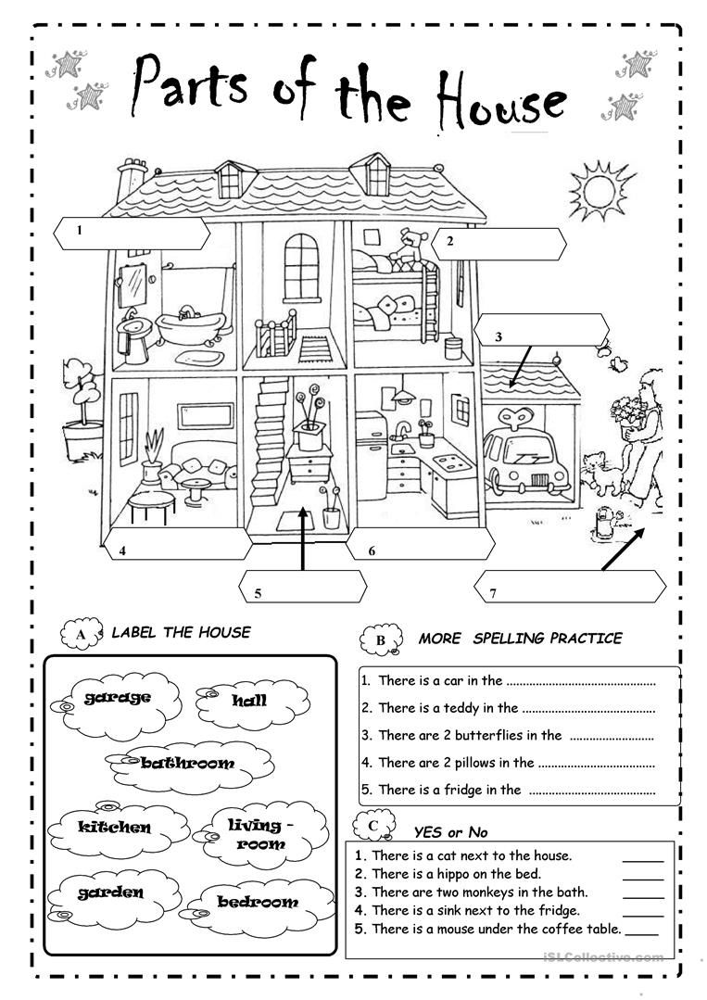 Parts of the House
1
2
3
4
6
5
7
A LABEL THE HOUSE
garage
hall
bathroom
kitchen
living -
room
garden
bedroom
B MORE SPELLING PRACTICE
1. There is a car in the ..........................................
2. There is a teddy in the .....................................
3. There are 2 butterflies in the ..........................
4. There are 2 pillows in the .................................
5. There is a fridge in the ...................................
C YES or No
1. There is a cat next to the house. _____
2. There is a hippo on the bed. _____
3. There are two monkeys in the bath. _____
4. There is a sink next to the fridge. _____
5. There is a mouse under the coffee table. ____
iSLCollective.com